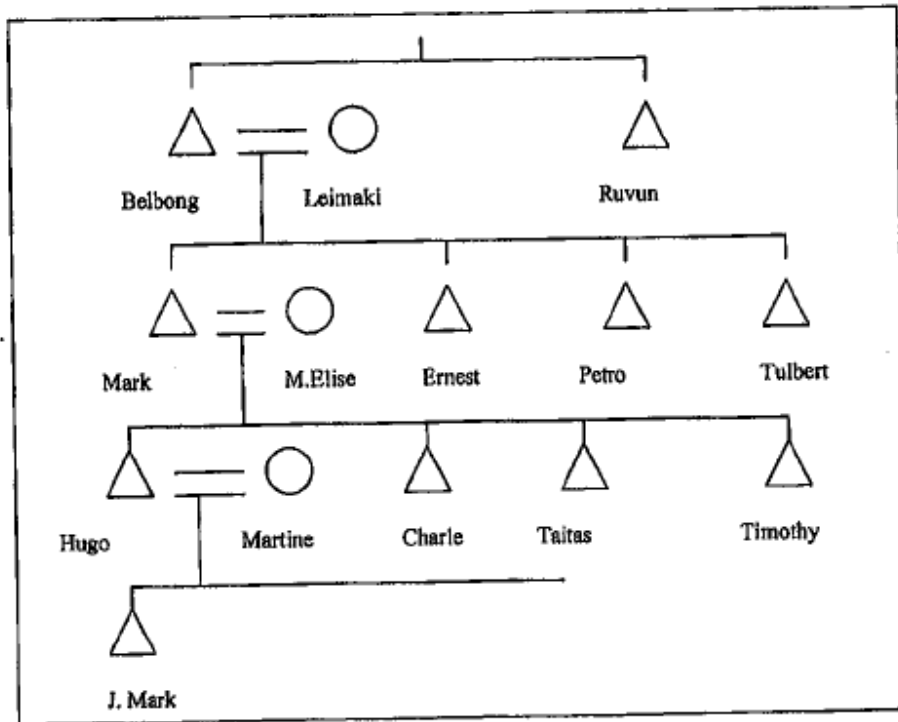 Belbong Leimaki Ruvun
Mark M.Elise Ernest Petro Tulbert
Hugo Martine Charle Taitas Timothy
J. Mark